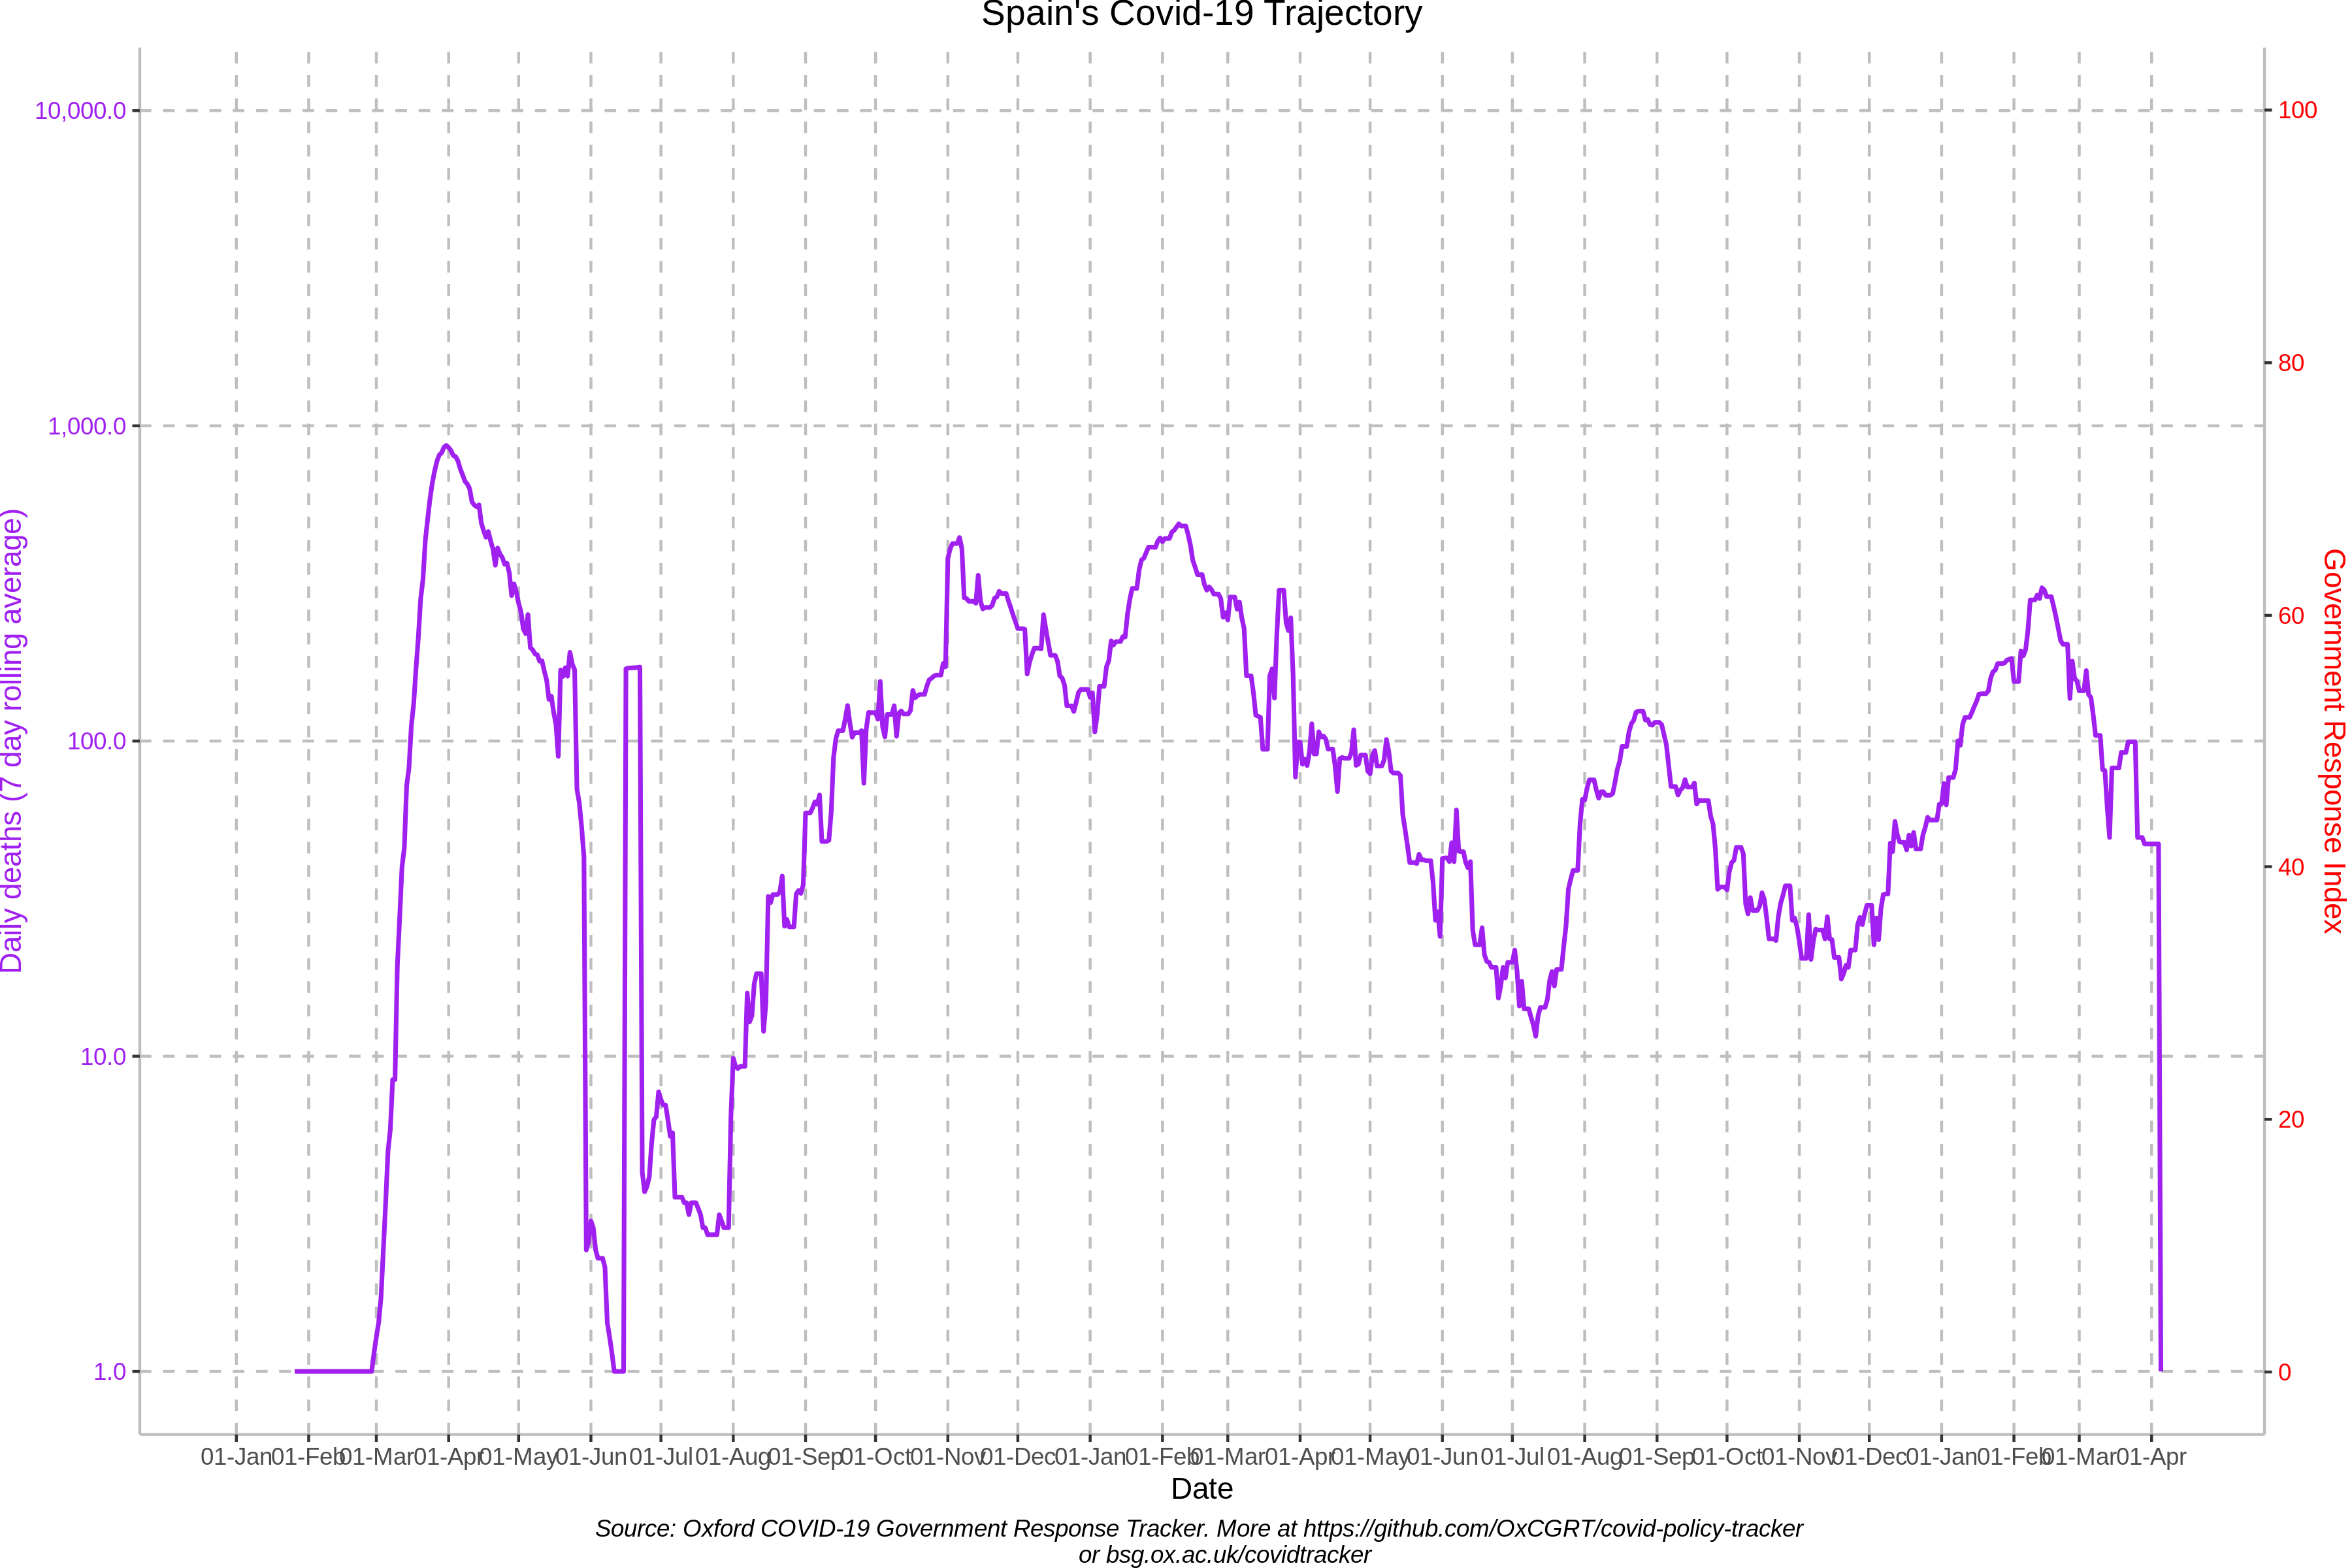 Spain's Covid-19 Trajectory
10,000.0
1,000.0
100.0
10.0
1.0
Daily deaths (7 day rolling average)
100
80
60
40
20
0
Government Response Index
01-Jan 01-Feb 01-Mar 01-Apr 01-May 01-Jun 01-Jul 01-Aug 01-Sep 01-Oct 01-Nov 01-Dec 01-Jan 01-Feb 01-Mar 01-Apr 01-May 01-Jun 01-Jul 01-Aug 01-Sep 01-Oct 01-Nov 01-Dec 01-Jan 01-Feb 01-Mar 01-Apr
Date
Source: Oxford COVID-19 Government Response Tracker. More at https://github.com/OxCGRT/covid-policy-tracker
or bsg.ox.ac.uk/covidtracker